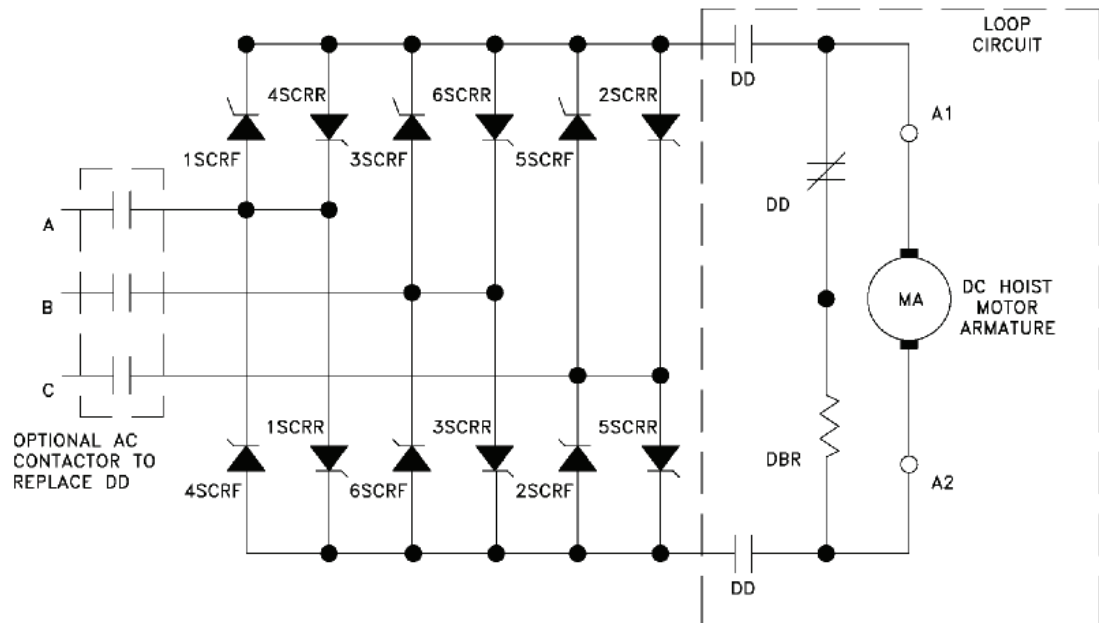 LOOP
CIRCUIT
DD
4SCRR
6SCRR
2SCRR
A1
1SCRF
3SCRF
5SCRF
DD
A
B
MA
DC HOIST
MOTOR
ARMATURE
C
OPTIONAL AC
CONTACTOR TO
REPLACE DD
1SCRR
3SCRR
5SCRR
DBR
4SCRF
6SCRF
2SCRF
A2
DD